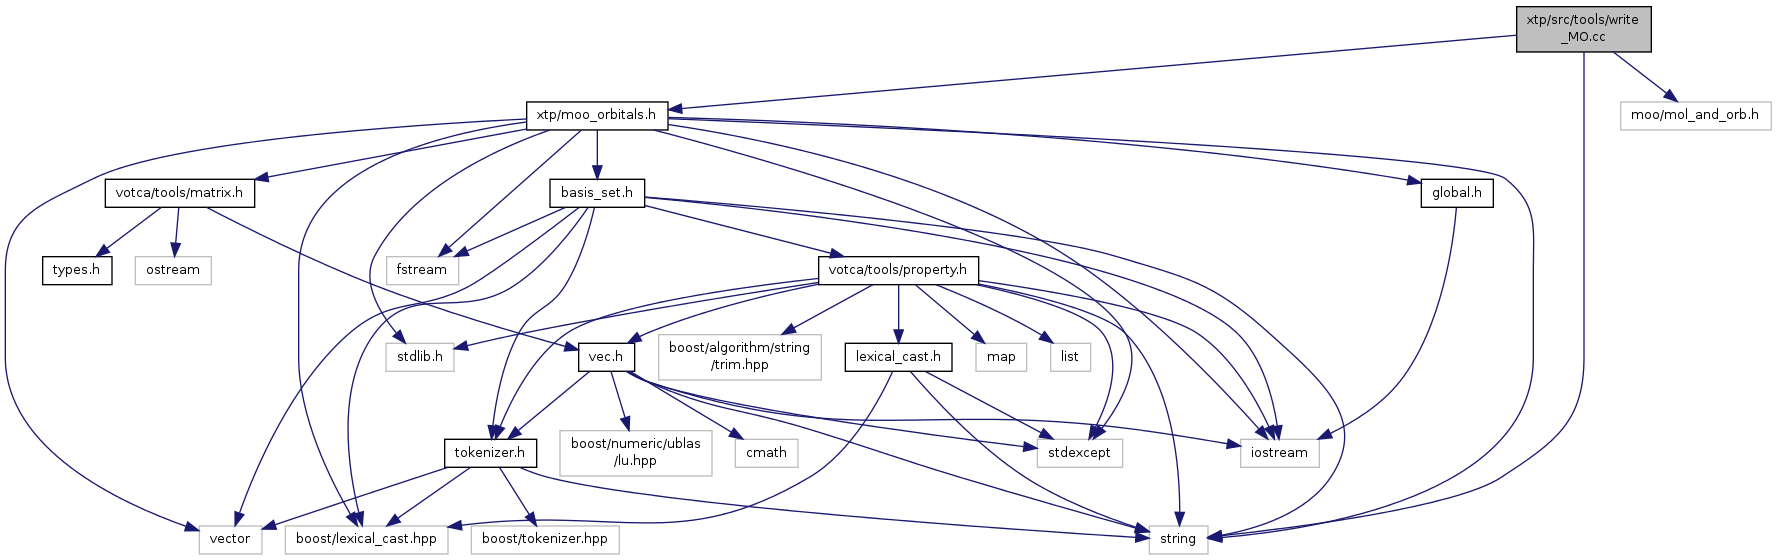 xtp/src/tools/write
_MO.cc
xtp/moo_orbitals.h
moo/mol_and_orb.h
votca/tools/matrix.h
basis_set.h
global.h
types.h
ostream
fstream
votca/tools/property.h
stdlib.h
vec.h
boost/algorithm/string
/trim.hpp
lexical_cast.h
map
list
tokenizer.h
boost/numeric/ublas
/lu.hpp
cmath
stdexcept
iostream
vector
boost/lexical_cast.hpp
boost/tokenizer.hpp
string